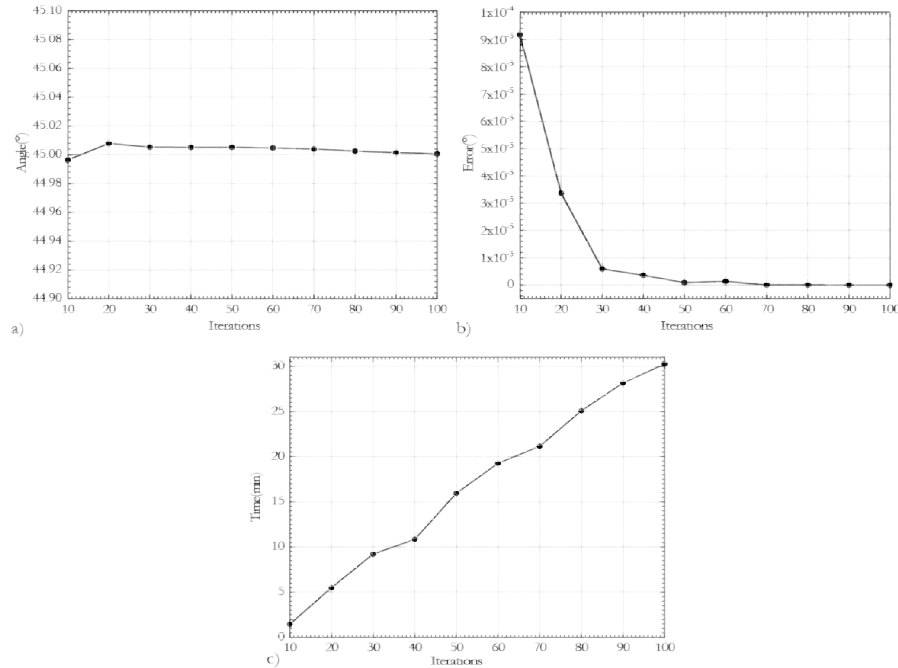 45.10
45.08
45.06
45.04
45.02
45.00
44.98
44.96
44.94
44.92
44.90
Angle(°)
10 20 30 40 50 60 70 80 90 100
Iterations
a)
1x10⁻⁴
9x10⁻⁵
8x10⁻⁵
7x10⁻⁵
6x10⁻⁵
5x10⁻⁵
4x10⁻⁵
3x10⁻⁵
2x10⁻⁵
1x10⁻⁵
0
Error(°)
10 20 30 40 50 60 70 80 90 100
Iterations
b)
30
25
20
15
10
5
0
Time(min)
10 20 30 40 50 60 70 80 90 100
Iterations
c)